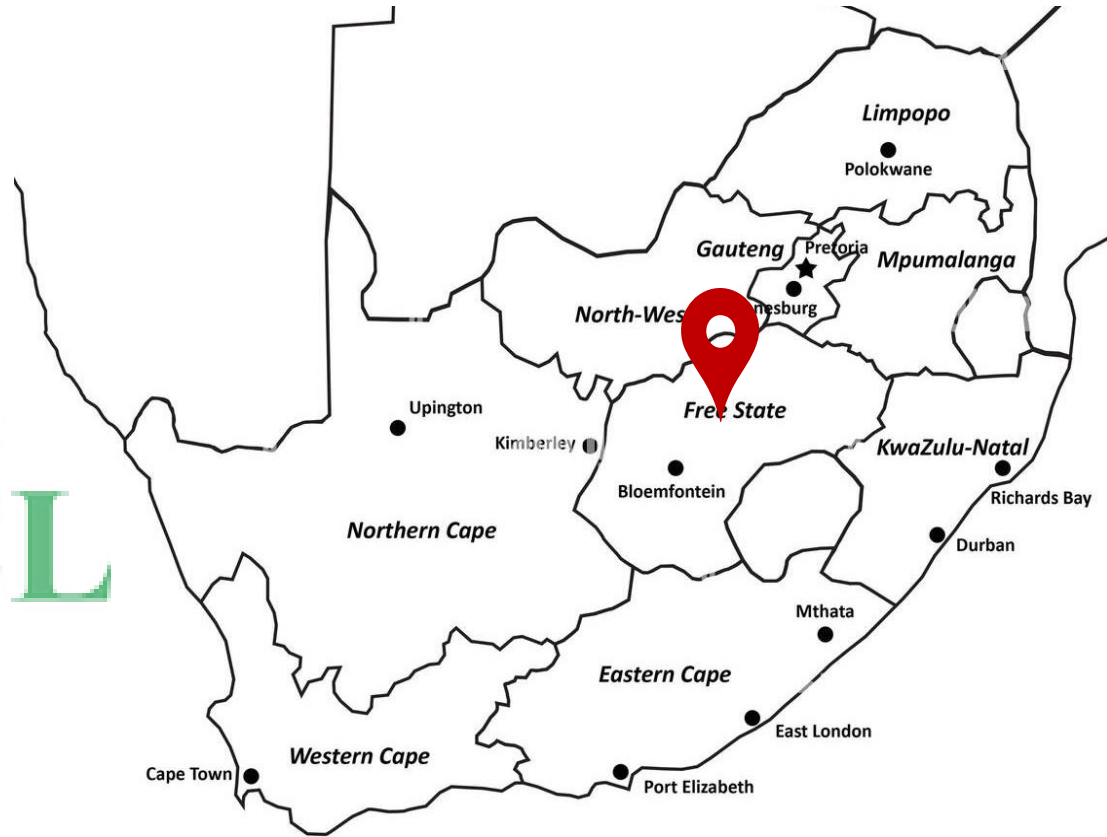 Limpopo
Polokwane
Gauteng
Pretoria
Mpumalanga
nesburg
North-Wes
Free State
Upington
Kimberley
KwaZulu-Natal
Bloemfontein
Richards Bay
Northern Cape
Durban
L
Mthata
Eastern Cape
East London
Western Cape
Cape Town
Port Elizabeth